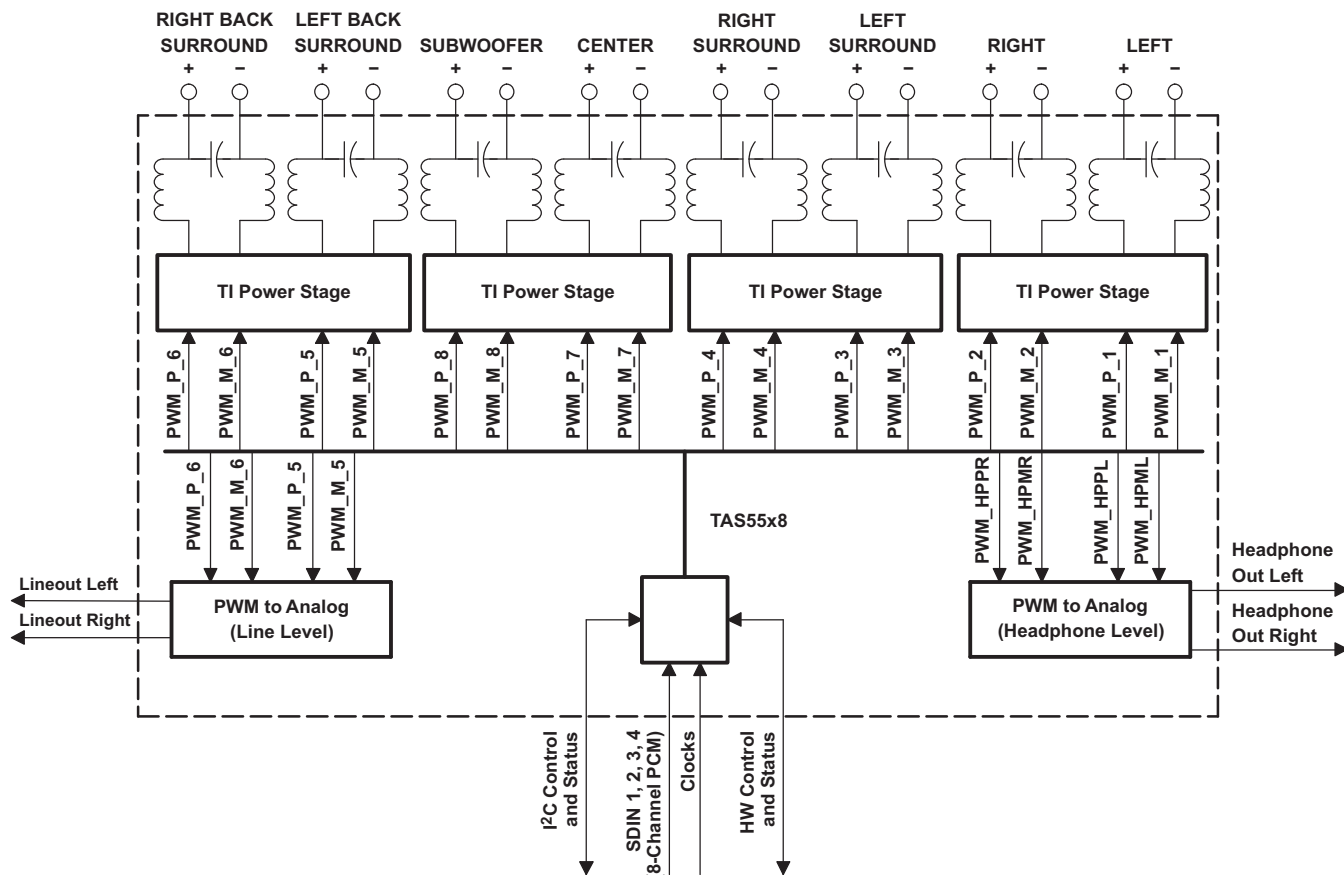 RIGHT BACK
SURROUND
LEFT BACK
SURROUND
SUBWOOFER
CENTER
RIGHT
SURROUND
LEFT
SURROUND
RIGHT
LEFT
+ – + – + – + – + – + – + – + –
TI Power Stage
TI Power Stage
TI Power Stage
TI Power Stage
PWM_P_6
PWM_M_6
PWM_P_5
PWM_M_5
PWM_P_8
PWM_M_8
PWM_P_7
PWM_M_7
PWM_P_4
PWM_M_4
PWM_P_3
PWM_M_3
PWM_P_2
PWM_M_2
PWM_P_1
PWM_M_1
PWM_P_6
PWM_M_6
PWM_P_5
PWM_M_5
TAS55x8
PWM_HPPR
PWM_HPMR
PWM_HPPL
PWM_HPML
Lineout Left
Lineout Right
PWM to Analog
(Line Level)
PWM to Analog
(Headphone Level)
Headphone
Out Left
Headphone
Out Right
I²C Control
and Status
SDIN 1, 2, 3, 4
8-Channel PCM)
Clocks
HW Control
and Status